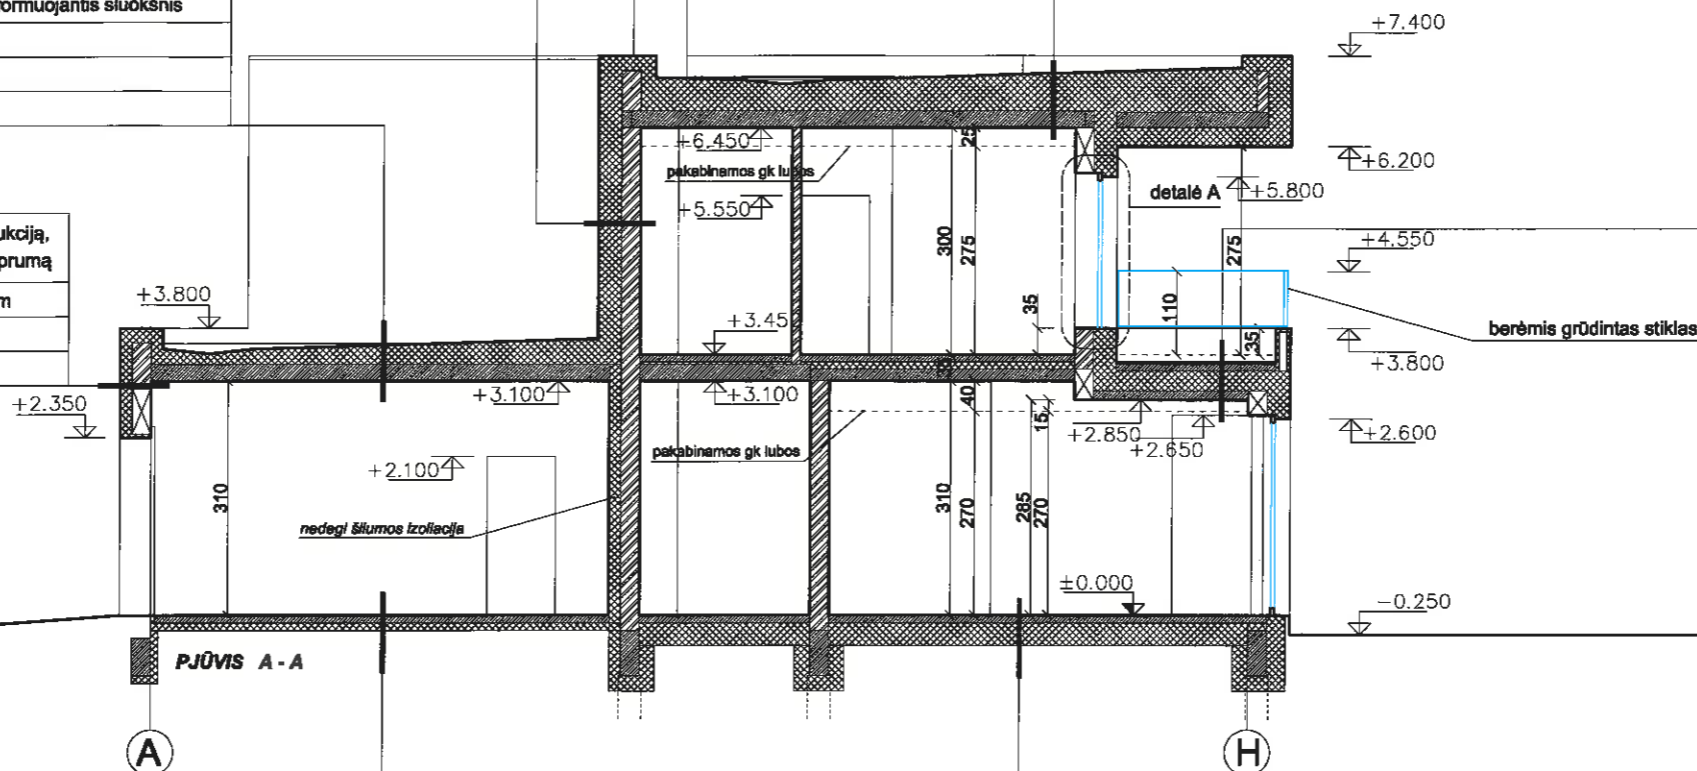 formuojantis sluoksnis
+7.400
+6.450
25
pakabinamos gk lubos
+6.200
detalė A
+5.800
+5.550
ukciją,
prumą
m
300
275
275
+4.550
+3.800
110
35
35
berėmis grūdintas stiklas
+3.45
+3.800
+3.100
+3.100
40
+2.350
15
+2.850
+2.650
+2.600
pakabinamos gk lubos
+2.100
310
310
270
285
270
nedegi šilumos izoliacija
±0.000
-0.250
PJŪVIS A - A
A
H